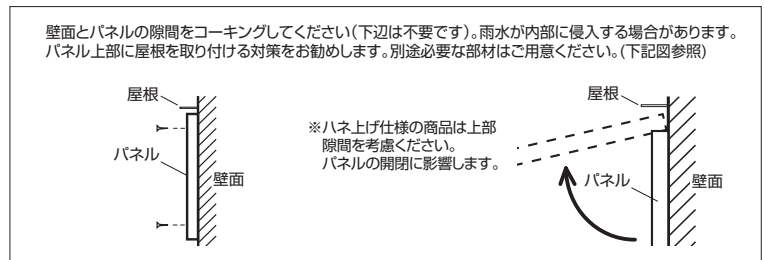 壁面とパネルの隙間をコーキングしてください(下辺は不要です)。雨水が内部に侵入する場合があります。
パネル上部に屋根を取り付ける対策をお勧めします。別途必要な部材はご用意ください。(下記図参照)
屋根
パネル
壁面
※ハネ上げ仕様の商品は上部
隙間を考慮ください。
パネルの開閉に影響します。
屋根
パネル
壁面